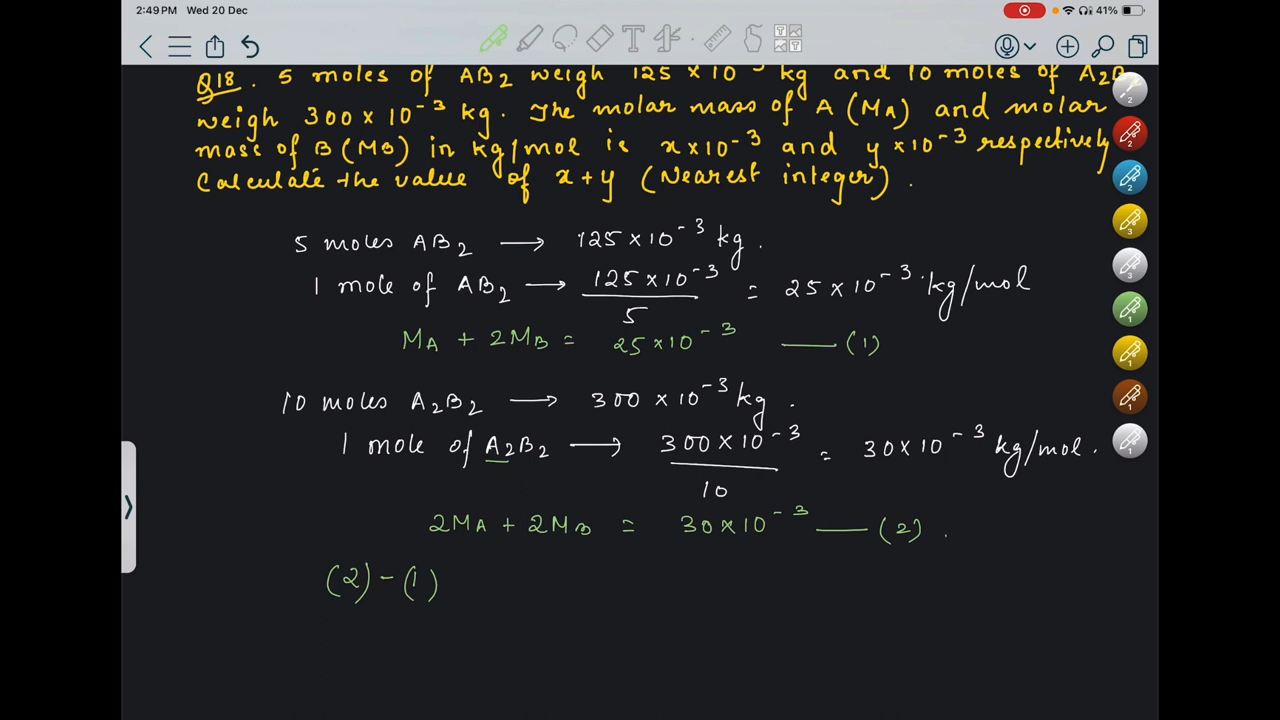 2:49 PM Wed 20 Dec
41%
Q18. 5 moles of AB₂ weigh 125 × 10⁻³ kg and 10 moles of A₂B
weigh 300 × 10⁻³ kg. The molar mass of A (MA) and molar
mass of B (MB) in kg/mol is x×10⁻³ and y×10⁻³ respectively
Calculate the value of x+y (Nearest integer).
5 moles AB₂ → 125×10⁻³ kg.
1 mole of AB₂ → 125×10⁻³ / 5 = 25×10⁻³ kg/mol
MA + 2MB = 25×10⁻³ —— (1)
10 moles A₂B₂ → 300 × 10⁻³ kg.
1 mole of A₂B₂ → 300×10⁻³ / 10 = 30×10⁻³ kg/mol.
2MA + 2MB = 30×10⁻³ —— (2).
(2) - (1)